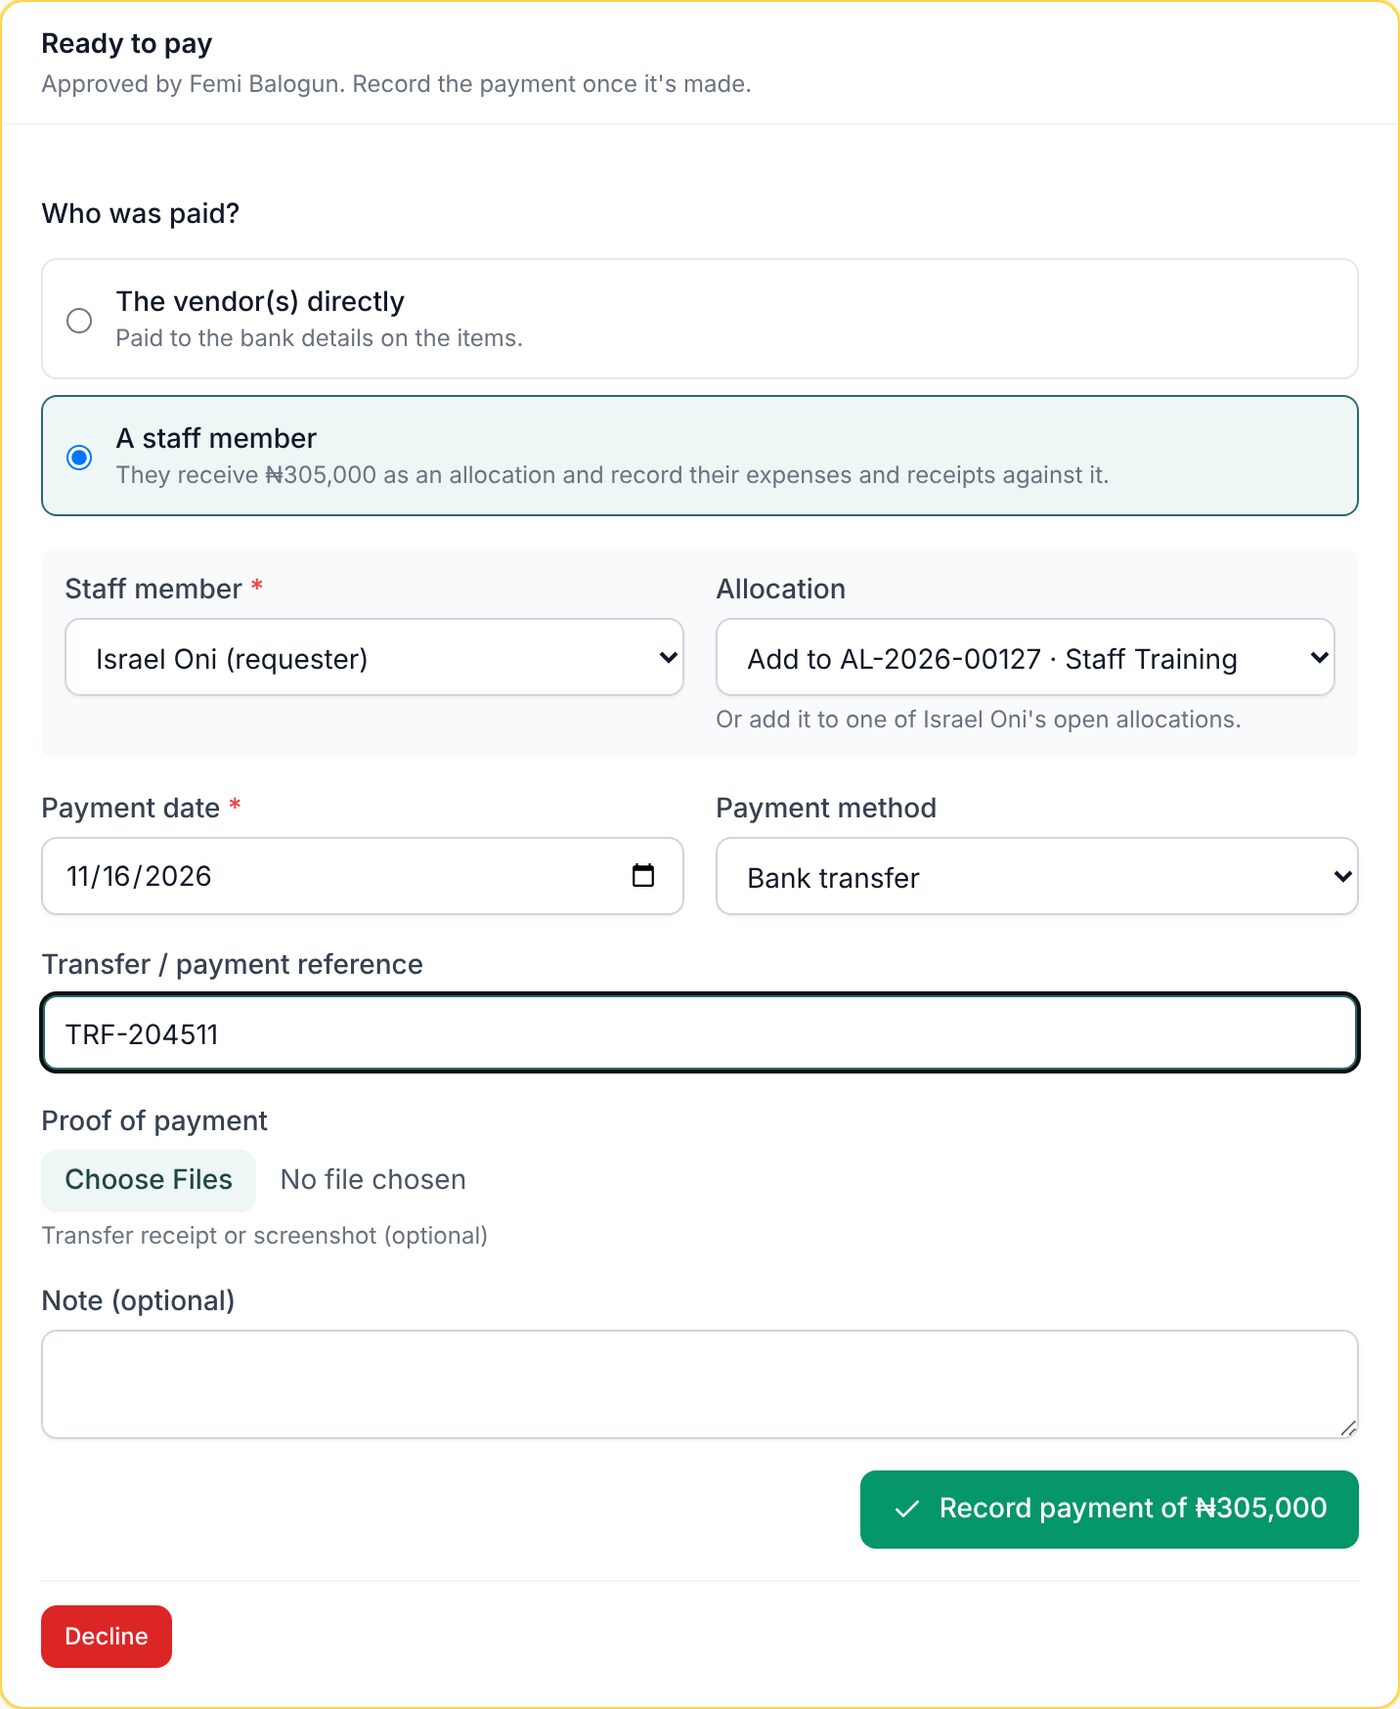 Ready to pay
Approved by Femi Balogun. Record the payment once it's made.
Who was paid?
The vendor(s) directly
Paid to the bank details on the items.
A staff member
They receive ₦305,000 as an allocation and record their expenses and receipts against it.
Staff member *
Israel Oni (requester)
Allocation
Add to AL-2026-00127 · Staff Training
Or add it to one of Israel Oni's open allocations.
Payment date *
11/16/2026
Payment method
Bank transfer
Transfer / payment reference
TRF-204511
Proof of payment
Choose Files No file chosen
Transfer receipt or screenshot (optional)
Note (optional)
Record payment of ₦305,000
Decline